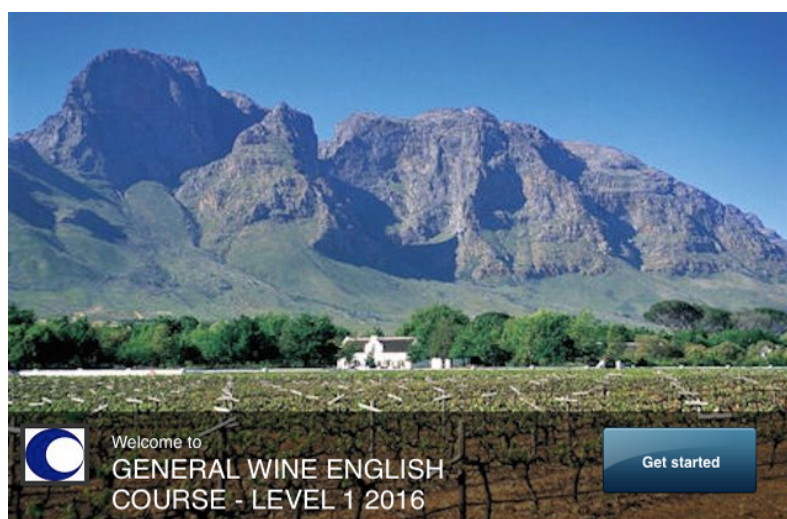 Welcome to
GENERAL WINE ENGLISH
COURSE - LEVEL 1 2016
Get started